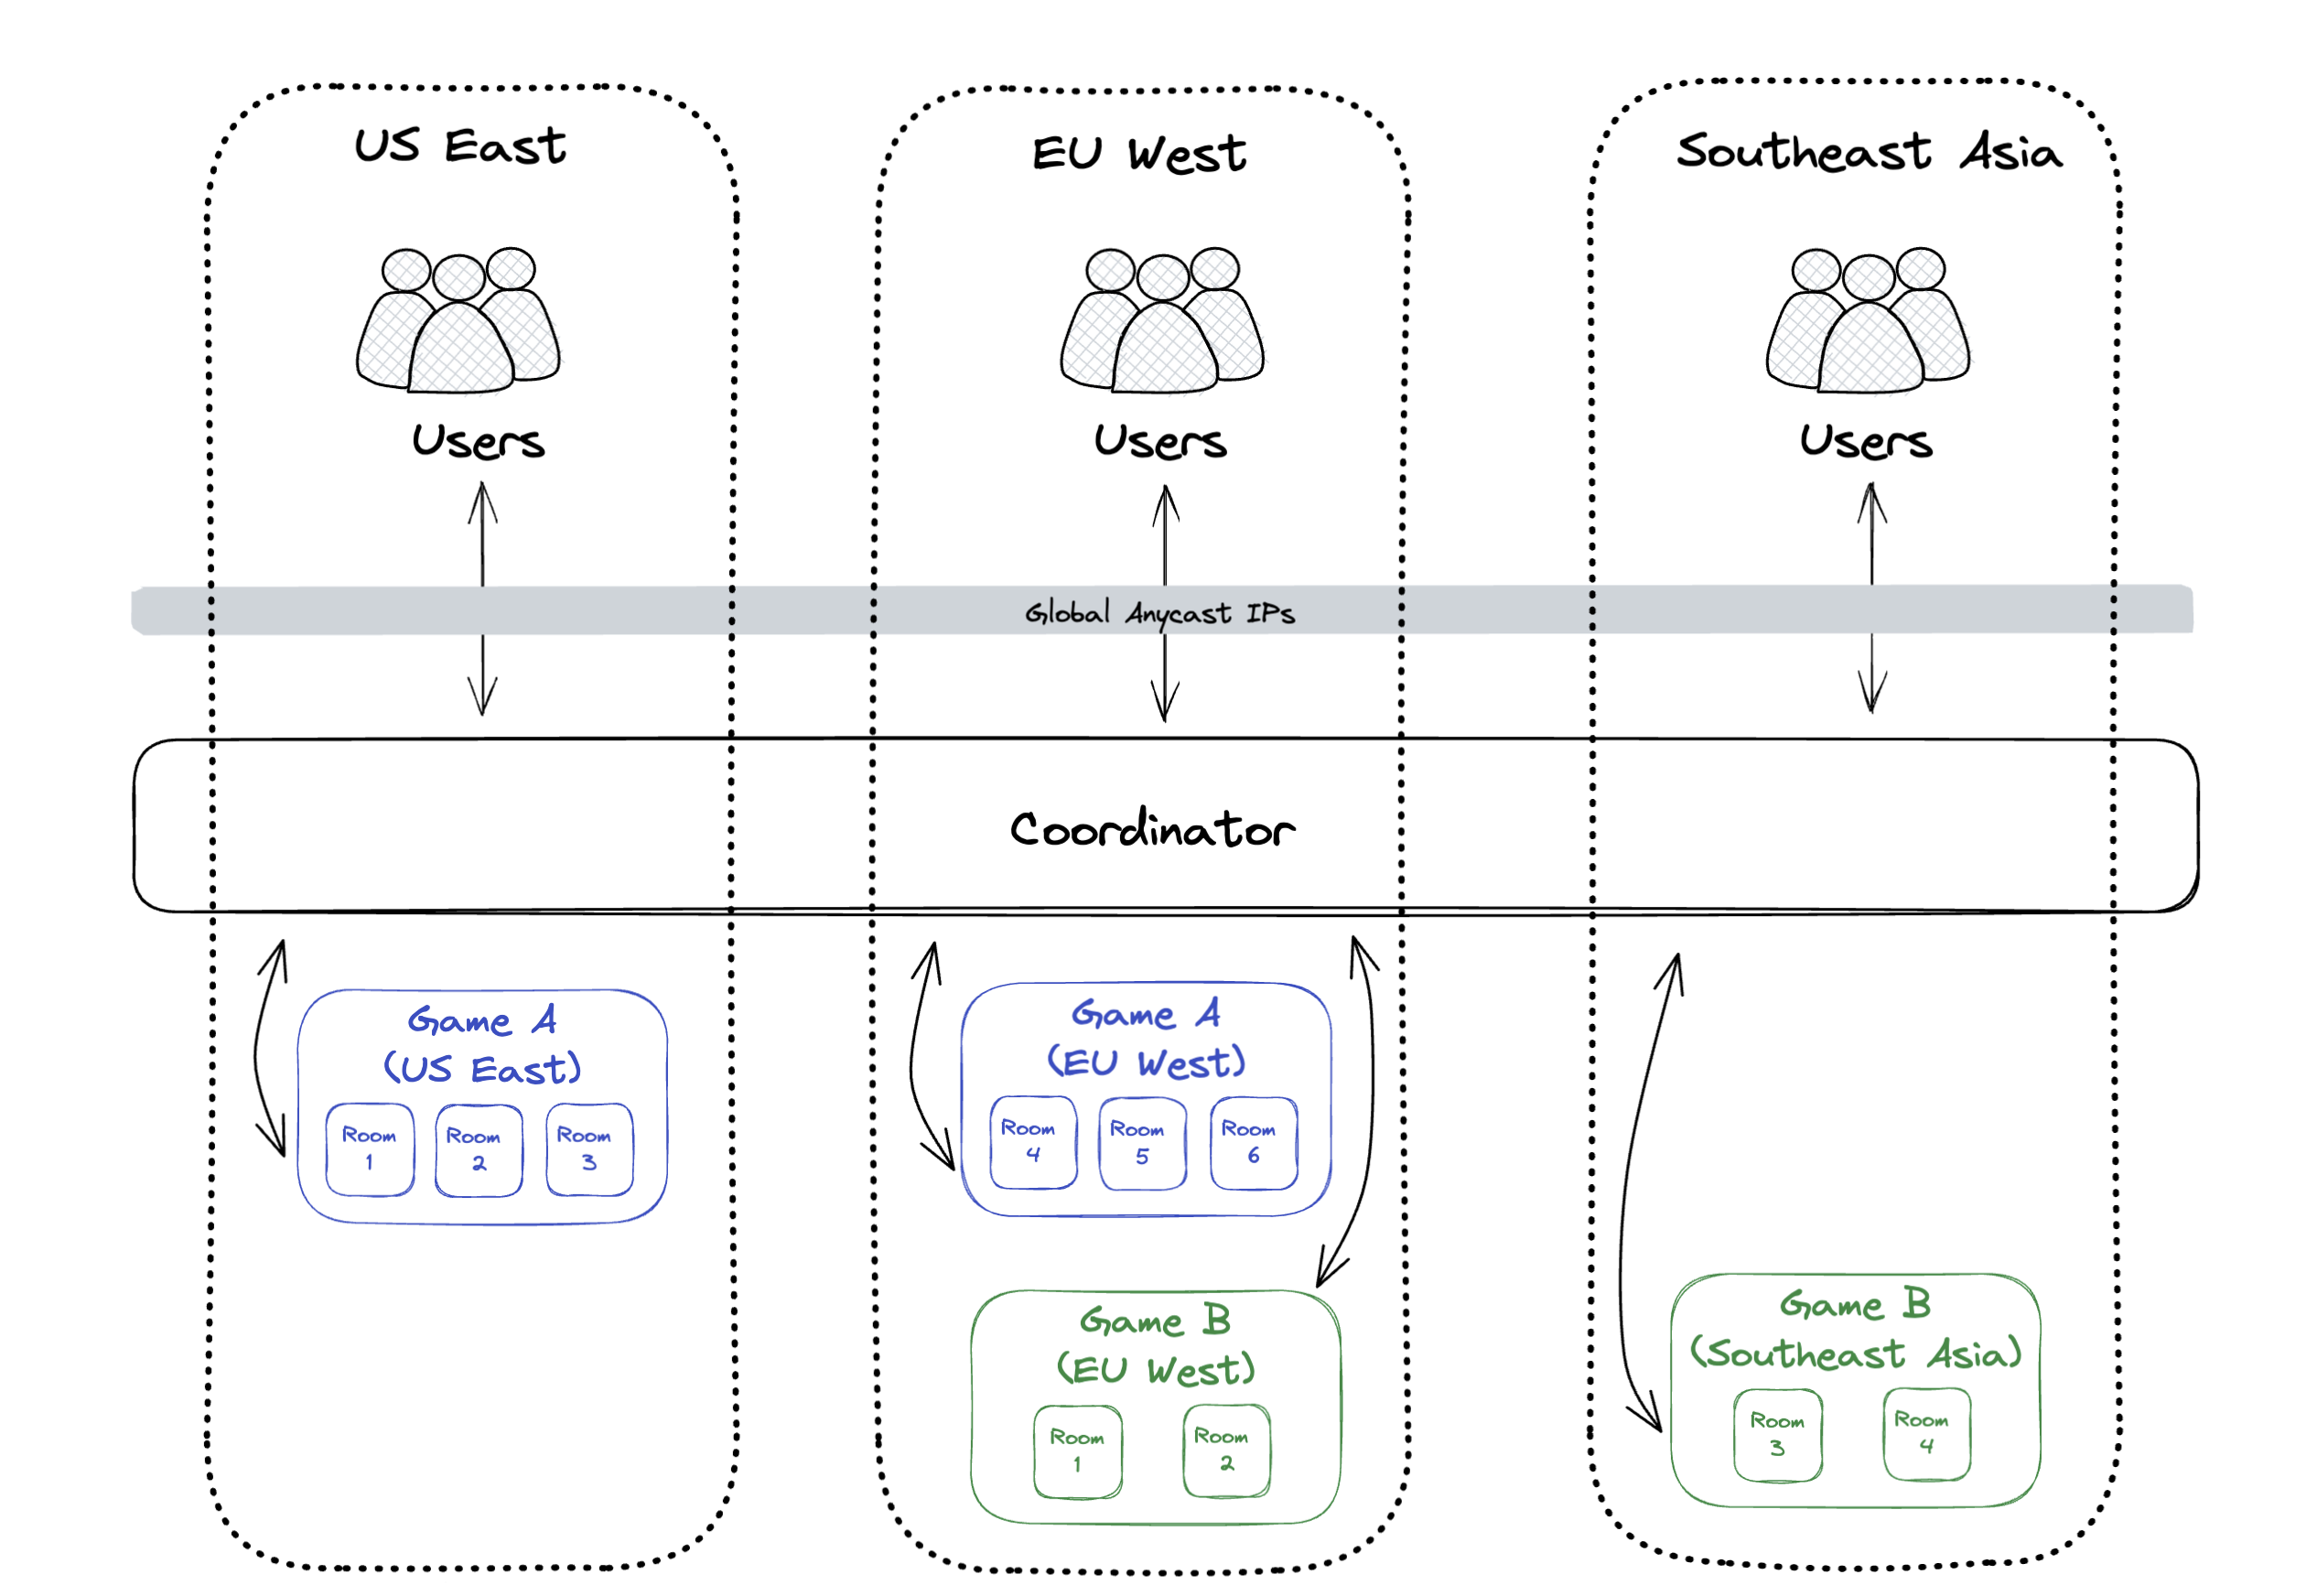 US East
EU West
Southeast Asia
Users
Users
Users
Global Anycast IPs
Coordinator
Game A
(US East)
Room
1
Room
2
Room
3
Game A
(EU West)
Room
4
Room
5
Room
6
Game B
(EU West)
Room
1
Room
2
Game B
(Southeast Asia)
Room
3
Room
4